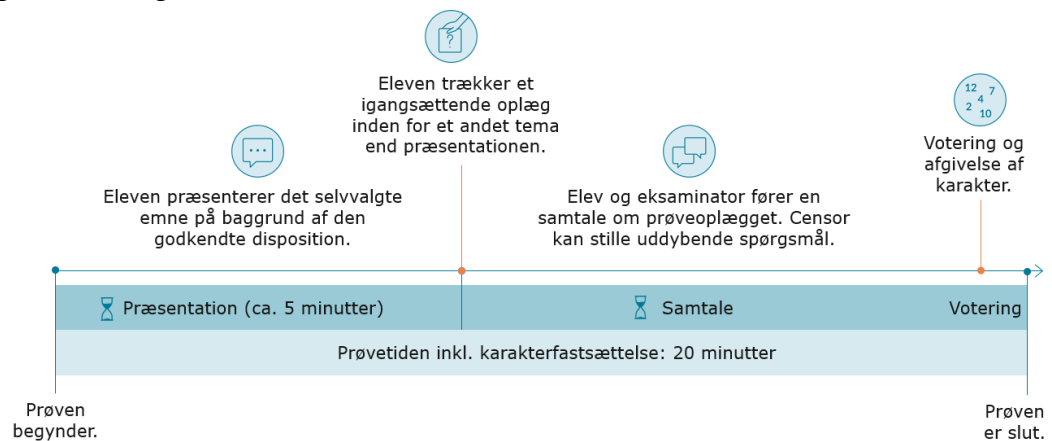 ?
Eleven trækker et
igangsættende oplæg
inden for et andet tema
end præsentationen.
12 7
4
2 10
Votering og
afgivelse af
karakter.
Eleven præsenterer det selvvalgte
emne på baggrund af den
godkendte disposition.
Elev og eksaminator fører en
samtale om prøveoplægget. Censor
kan stille uddybende spørgsmål.
Præsentation (ca. 5 minutter)
Samtale
Votering
Prøvetiden inkl. karakterfastsættelse: 20 minutter
Prøven
begynder.
Prøven
er slut.